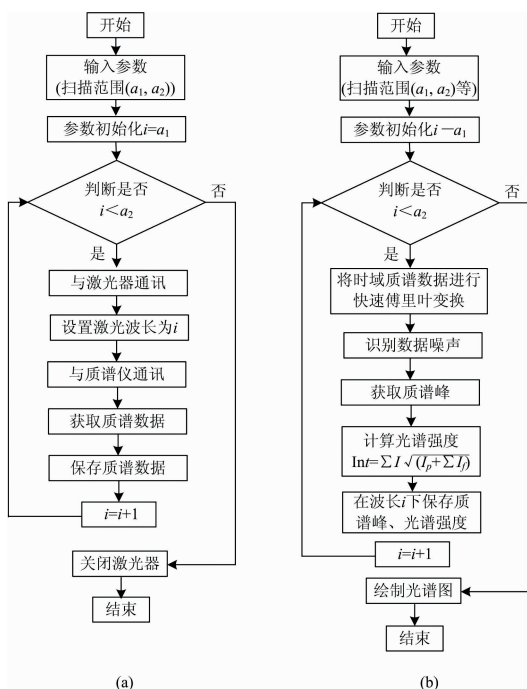 开始
输入参数
(扫描范围(a₁, a₂))
参数初始化i=a₁
判断是否
i<a₂
否
是
与激光器通讯
设置激光波长为i
与质谱仪通讯
获取质谱数据
保存质谱数据
i=i+1
关闭激光器
结束
(a)
开始
输入参数
(扫描范围(a₁, a₂)等)
参数初始化i−a₁
判断是否
i<a₂
否
是
将时域质谱数据进行
快速傅里叶变换
识别数据噪声
获取质谱峰
计算光谱强度
Int=∑I√(Iₚ+∑I_f)
在波长i下保存质
谱峰、光谱强度
i=i+1
绘制光谱图
结束
(b)